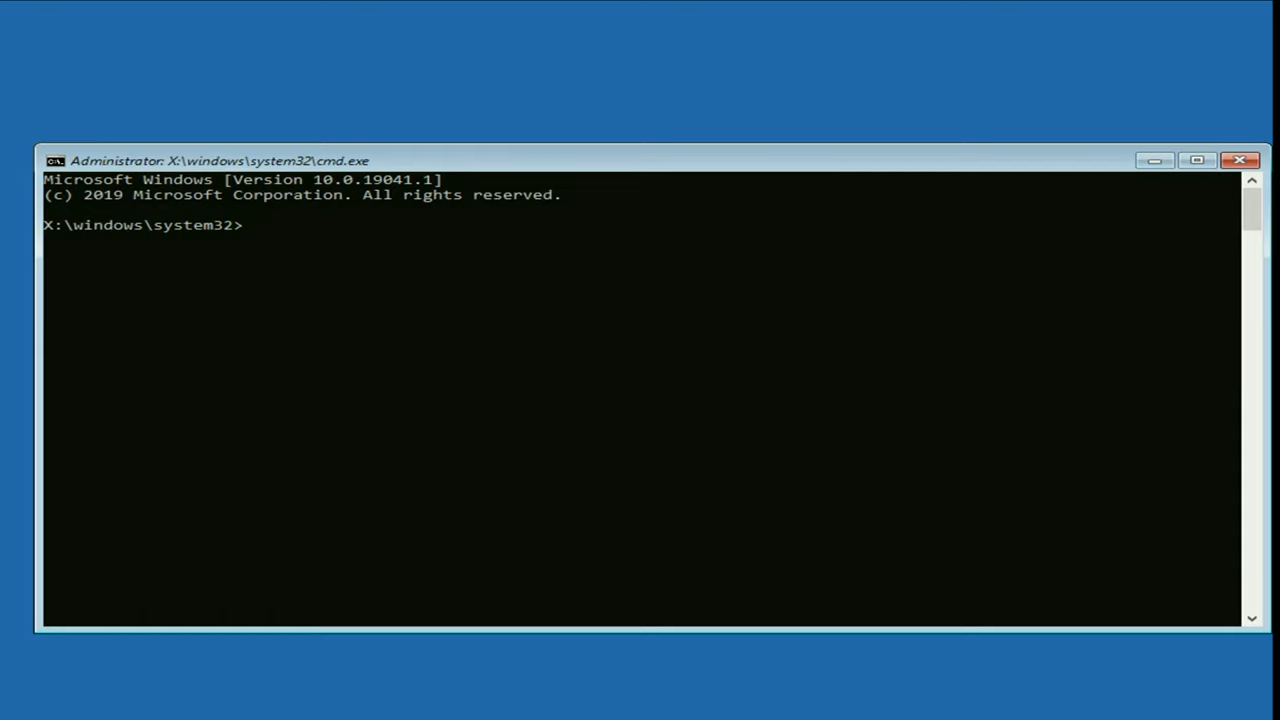 Administrator: X:\windows\system32\cmd.exe
Microsoft Windows [Version 10.0.19041.1]
(c) 2019 Microsoft Corporation. All rights reserved.
X:\windows\system32>